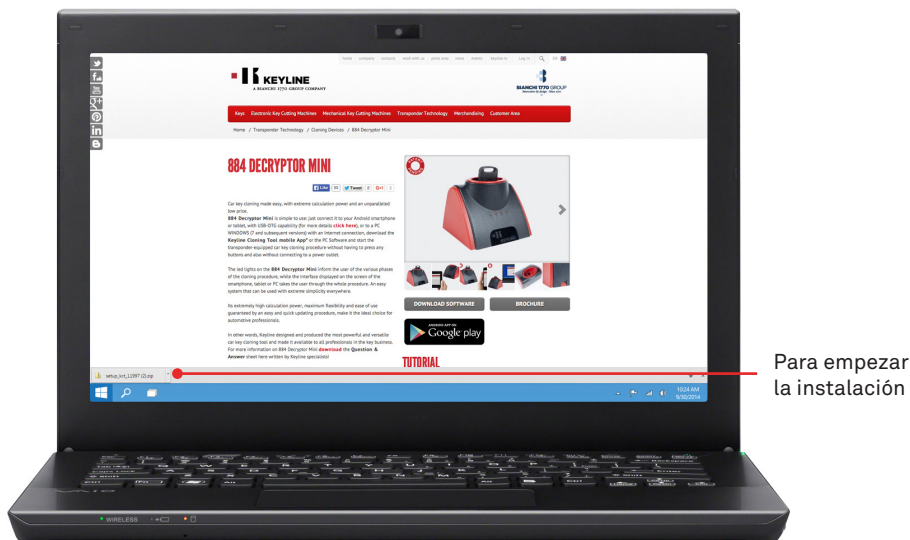 home company contacts work with us press area news events keyline tv Log in EN
KEYLINE
A BIANCHI 1770 GROUP COMPANY
BIANCHI 1770 GROUP
Keys Electronic Key Cutting Machines Mechanical Key Cutting Machines Transponder Technology Merchandising Customer Area
Home / Transponder Technology / Cloning Devices / 884 Decryptor Mini
884 DECRYPTOR MINI
Like Tweet
Car key cloning made easy, with extreme calculation power and an unparalleled
low price.
884 Decryptor Mini is simple to use: just connect it to your Android smartphone
or tablet, with USB-OTG capability (for more details click here), or to a PC
WINDOWS (7 and subsequent versions) with an internet connection, download the
Keyline Cloning Tool mobile App* or the PC Software and start the
transponder-equipped car key cloning procedure without having to press any
buttons and also without connecting to a power outlet.
The led lights on the 884 Decryptor Mini inform the user of the various phases
of the cloning procedure, while the interface displayed on the screen of the
smartphone, tablet or PC takes the user through the whole procedure. An easy
system that can be used with extreme simplicity everywhere.
Its extremely high calculation power, maximum flexibility and ease of use
guaranteed by an easy and quick updating procedure, make it the ideal choice for
automotive professionals.
In other words, Keyline designed and produced the most powerful and versatile
car key cloning tool and made it available to all professionals in the key business.
For more information on 884 Decryptor Mini download the Question &
Answer sheet here written by Keyline specialists!
DOWNLOAD SOFTWARE
BROCHURE
ANDROID APP ON
Google play
TUTORIAL
setup_kct_11997 (2).zip
10:24 AM
9/30/2014
Para empezar
la instalación
WIRELESS